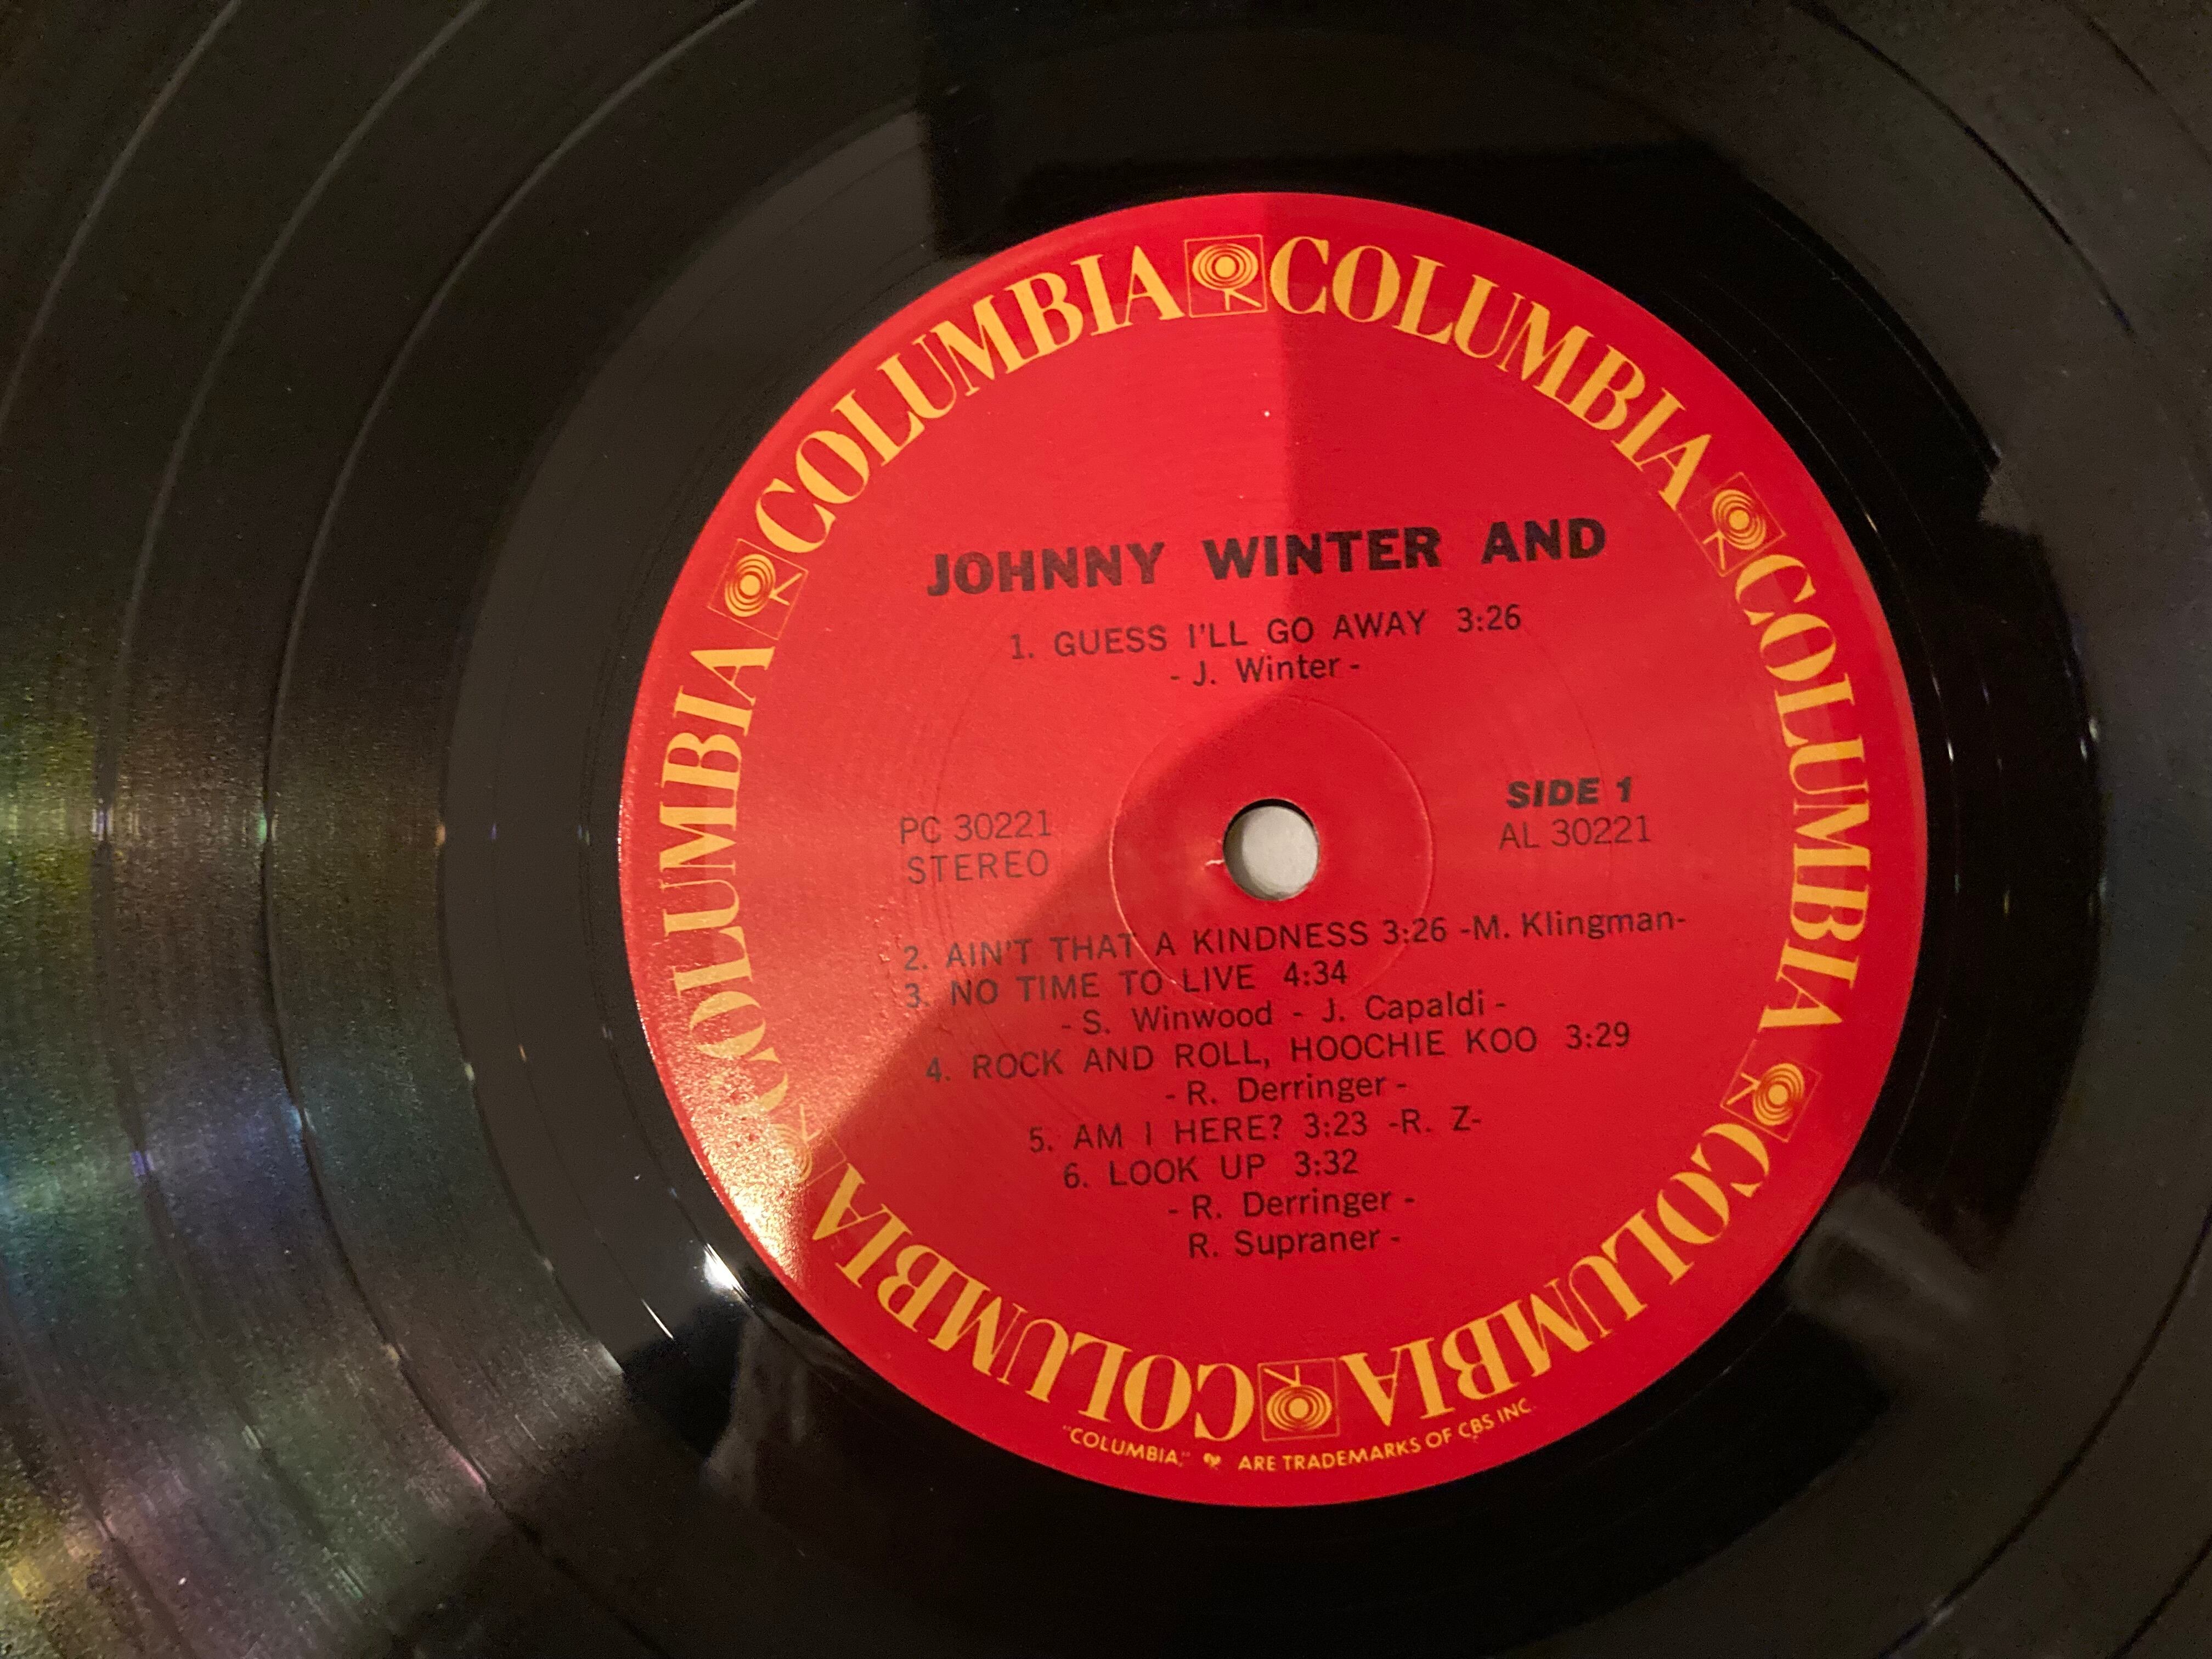 COLUMBIA COLUMBIA COLUMBIA COLUMBIA COLUMBIA COLUMBIA COLUMBIA
JOHNNY WINTER AND
1. GUESS I'LL GO AWAY 3:26
- J. Winter -
SIDE 1
PC 30221 AL 30221
STEREO
2. AIN'T THAT A KINDNESS 3:26 -M. Klingman-
3. NO TIME TO LIVE 4:34
- S. Winwood - J. Capaldi -
4. ROCK AND ROLL, HOOCHIE KOO 3:29
- R. Derringer -
5. AM I HERE? 3:23 -R. Z-
6. LOOK UP 3:32
- R. Derringer -
R. Supraner -
"COLUMBIA," ARE TRADEMARKS OF CBS INC.